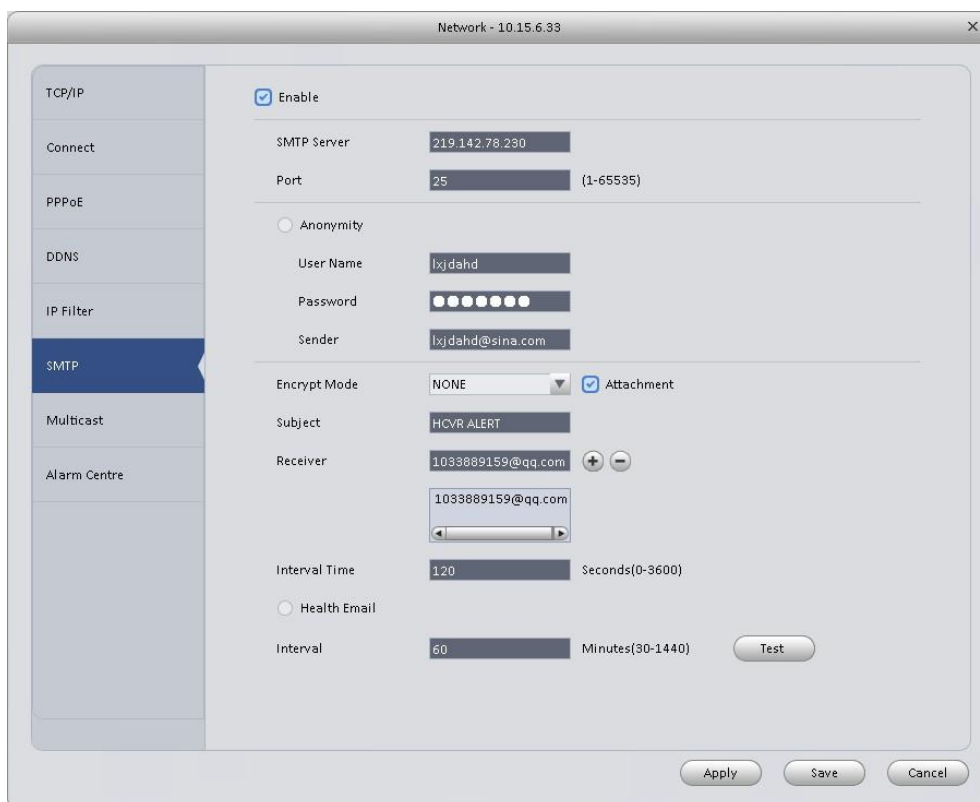 Network - 10.15.6.33
TCP/IP
Connect
PPPoE
DDNS
IP Filter
SMTP
Multicast
Alarm Centre
Enable
SMTP Server 219.142.78.230
Port 25 (1-65535)
Anonymity
User Name lxjdahd
Password
Sender lxjdahd@sina.com
Encrypt Mode NONE Attachment
Subject HCVR ALERT
Receiver 1033889159@qq.com
1033889159@qq.com
Interval Time 120 Seconds(0-3600)
Health Email
Interval 60 Minutes(30-1440) Test
Apply Save Cancel